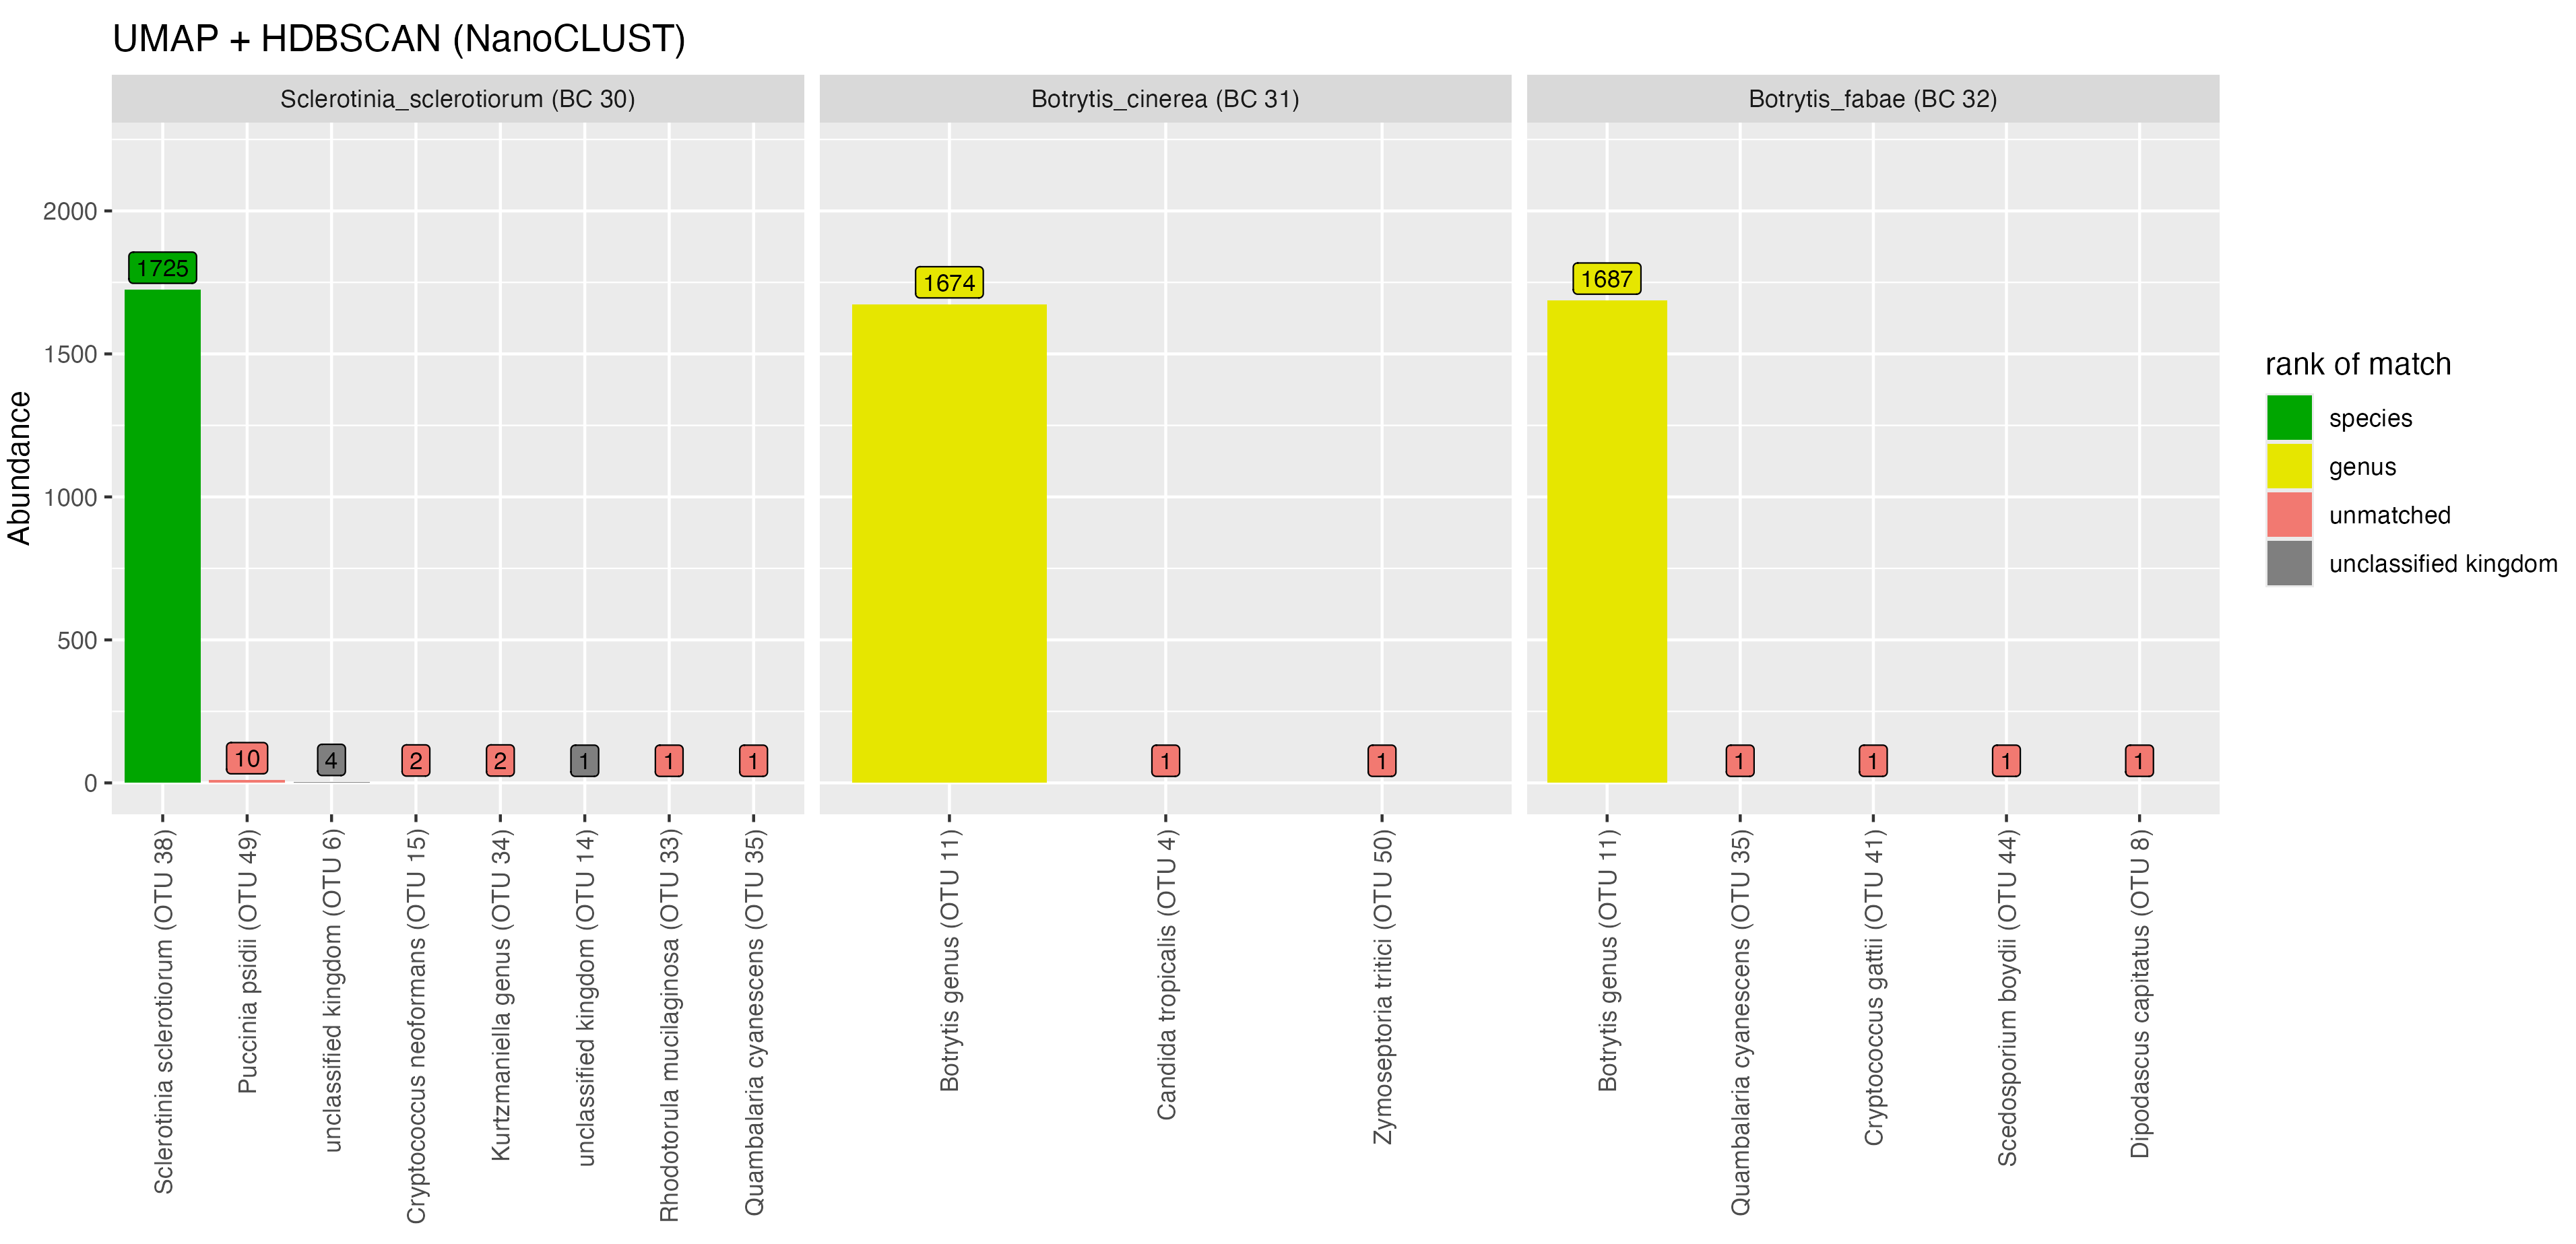 UMAP + HDBSCAN (NanoCLUST)
Sclerotinia_sclerotiorum (BC 30)
Botrytis_cinerea (BC 31)
Botrytis_fabae (BC 32)
Abundance
2000
1500
1000
500
0
1725
10
4
2
2
1
1
1
1674
1
1
1687
1
1
1
1
Sclerotinia sclerotiorum (OTU 38)
Puccinia psidii (OTU 49)
unclassified kingdom (OTU 6)
Cryptococcus neoformans (OTU 15)
Kurtzmaniella genus (OTU 34)
unclassified kingdom (OTU 14)
Rhodotorula mucilaginosa (OTU 33)
Quambalaria cyanescens (OTU 35)
Botrytis genus (OTU 11)
Candida tropicalis (OTU 4)
Zymoseptoria tritici (OTU 50)
Botrytis genus (OTU 11)
Quambalaria cyanescens (OTU 35)
Cryptococcus gattii (OTU 41)
Scedosporium boydii (OTU 44)
Dipodascus capitatus (OTU 8)
rank of match
species
genus
unmatched
unclassified kingdom